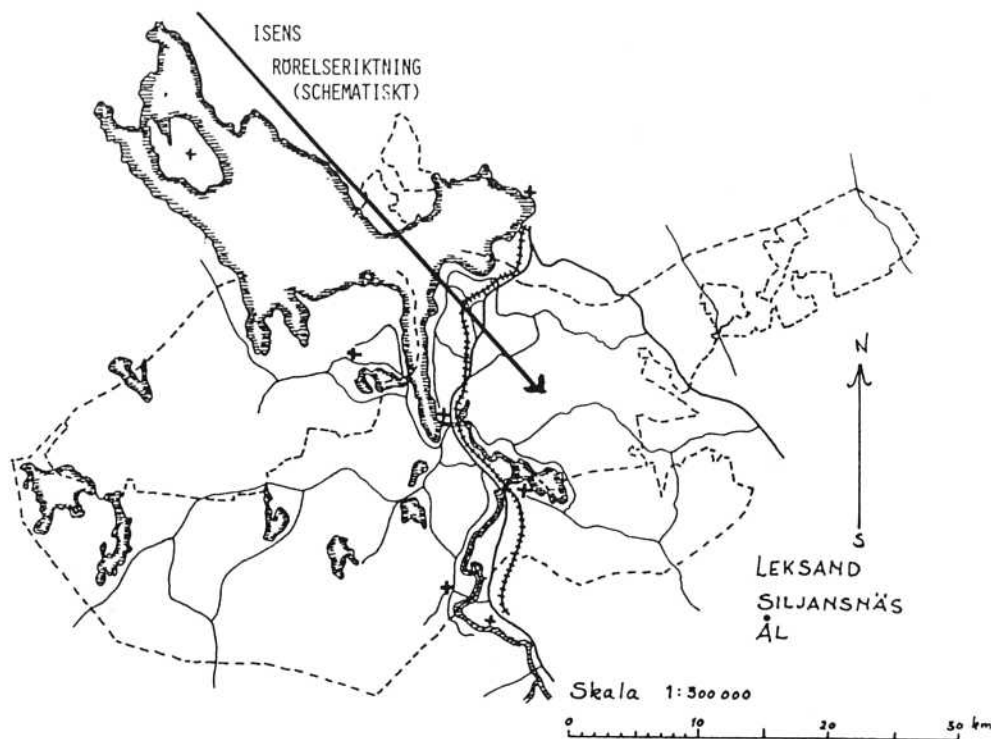 ISENS
RÖRELSERIKTNING
(SCHEMATISKT)
N
S
LEKSAND
SILJANSNÄS
ÅL
Skala 1:300 000
0 10 20 30 km